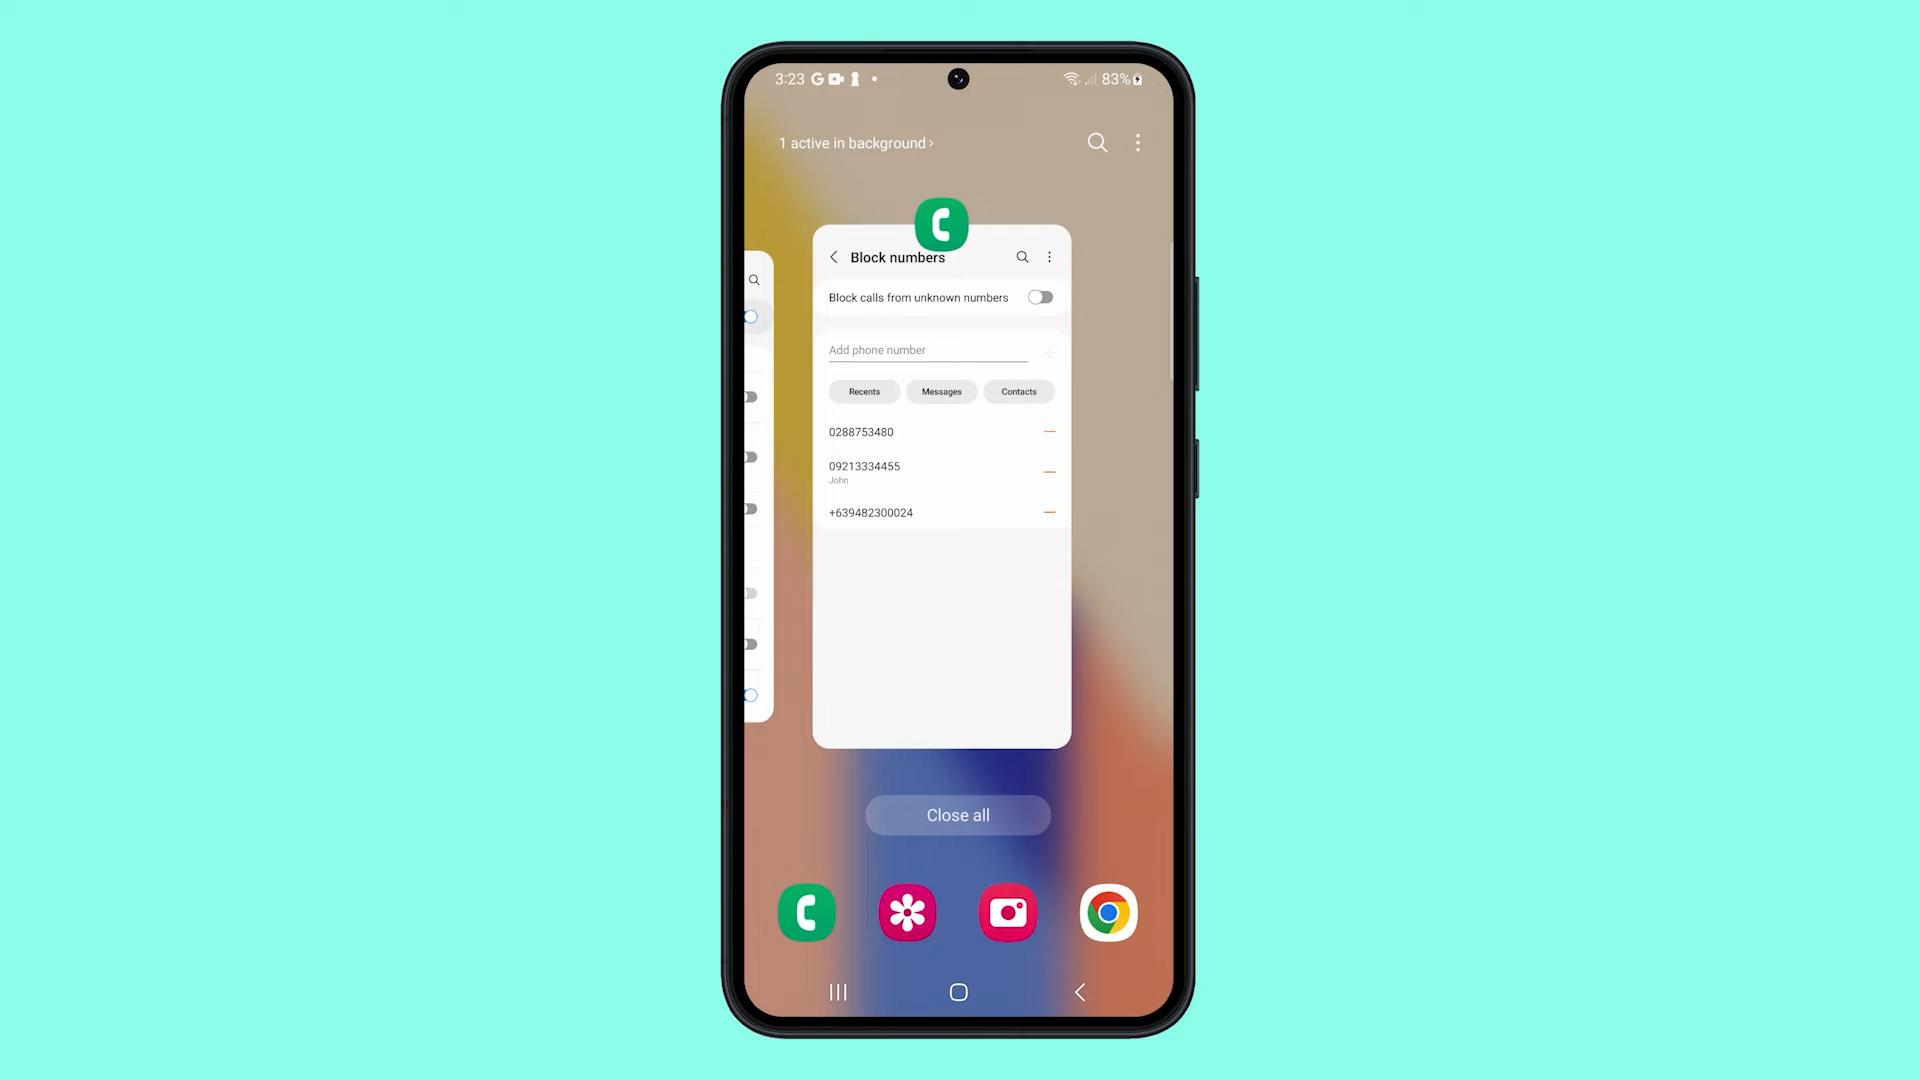 3:23
83%
1 active in background
Block numbers
Block calls from unknown numbers
Add phone number
Recents Messages Contacts
0288753480
09213334455
John
+639482300024
Close all